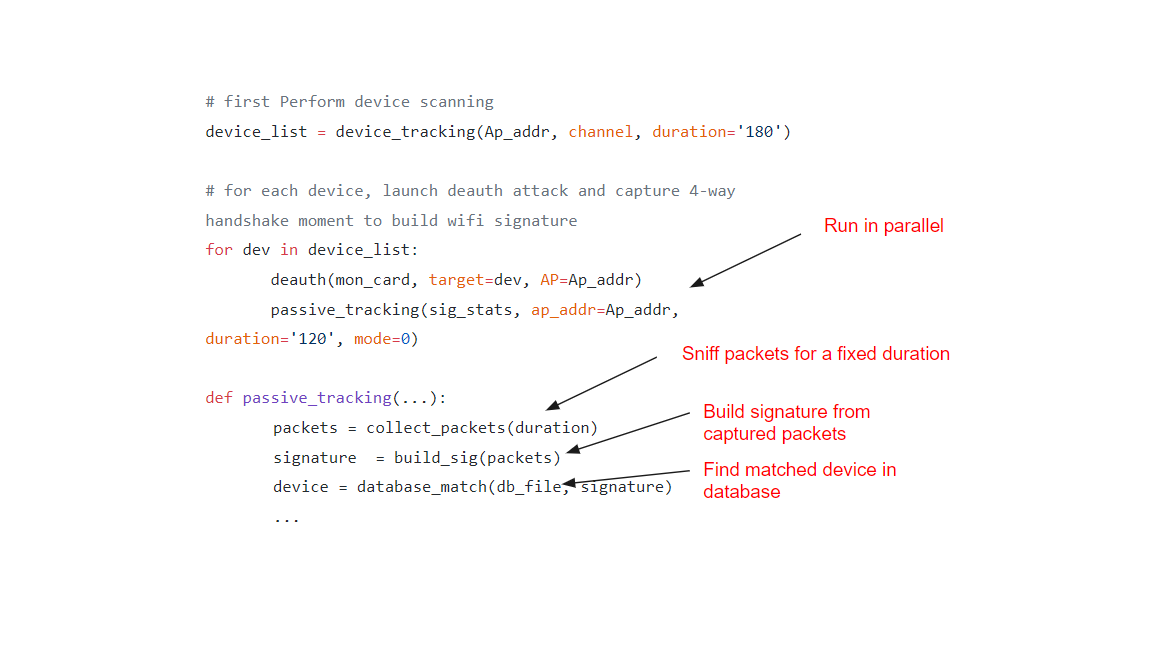 # first Perform device scanning
device_list = device_tracking(Ap_addr, channel, duration='180')
# for each device, launch deauth attack and capture 4-way
handshake moment to build wifi signature
Run in parallel
for dev in device_list:
deauth(mon_card, target=dev, AP=Ap_addr)
passive_tracking(sig_stats, ap_addr=Ap_addr,
duration='120', mode=0)
Sniff packets for a fixed duration
def passive_tracking(...):
packets = collect_packets(duration)
Build signature from
captured packets
signature  = build_sig(packets)
Find matched device in
database
device = database_match(db_file, signature)
...